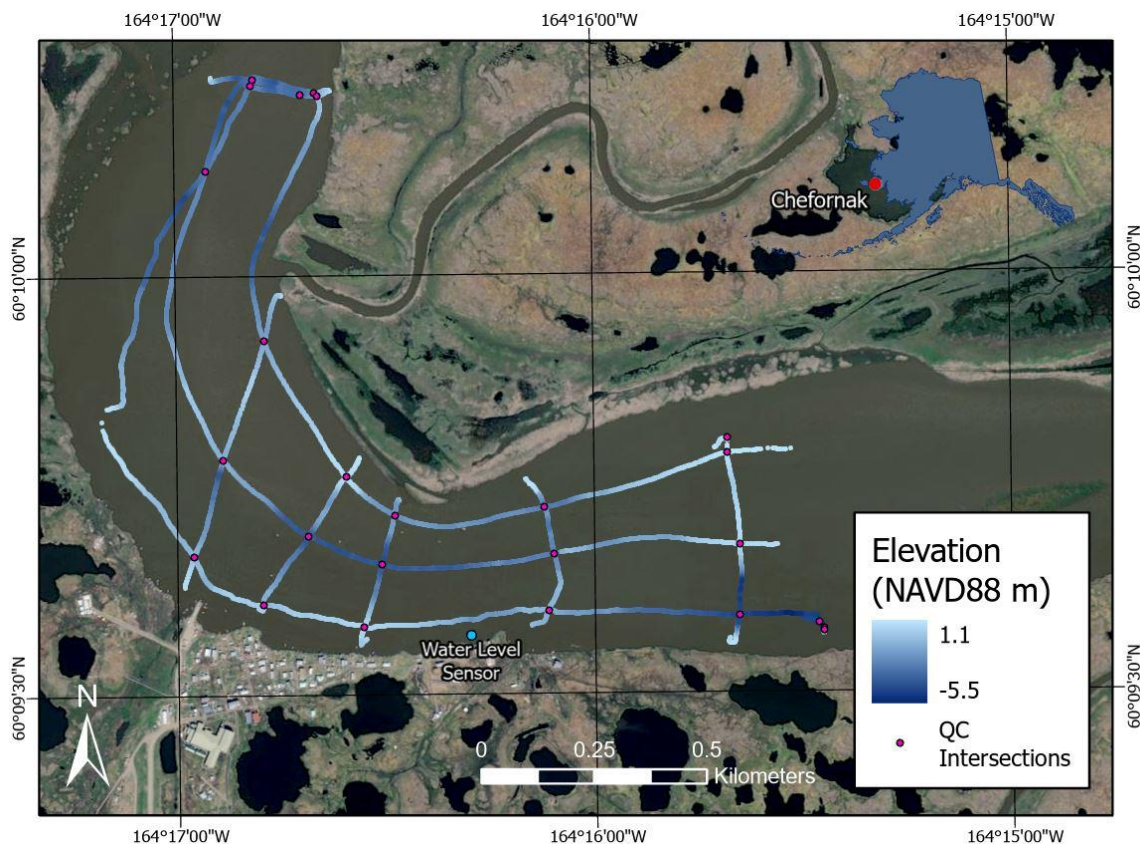 164°17'00"W
164°16'00"W
164°15'00"W
60°10'00"N
60°10'00"N
Chefornak
Elevation
(NAVD88 m)
1.1
-5.5
QC
Intersections
Water Level
Sensor
60°09'30"N
60°09'30"N
N
0
0.25
0.5
Kilometers
164°17'00"W
164°16'00"W
164°15'00"W